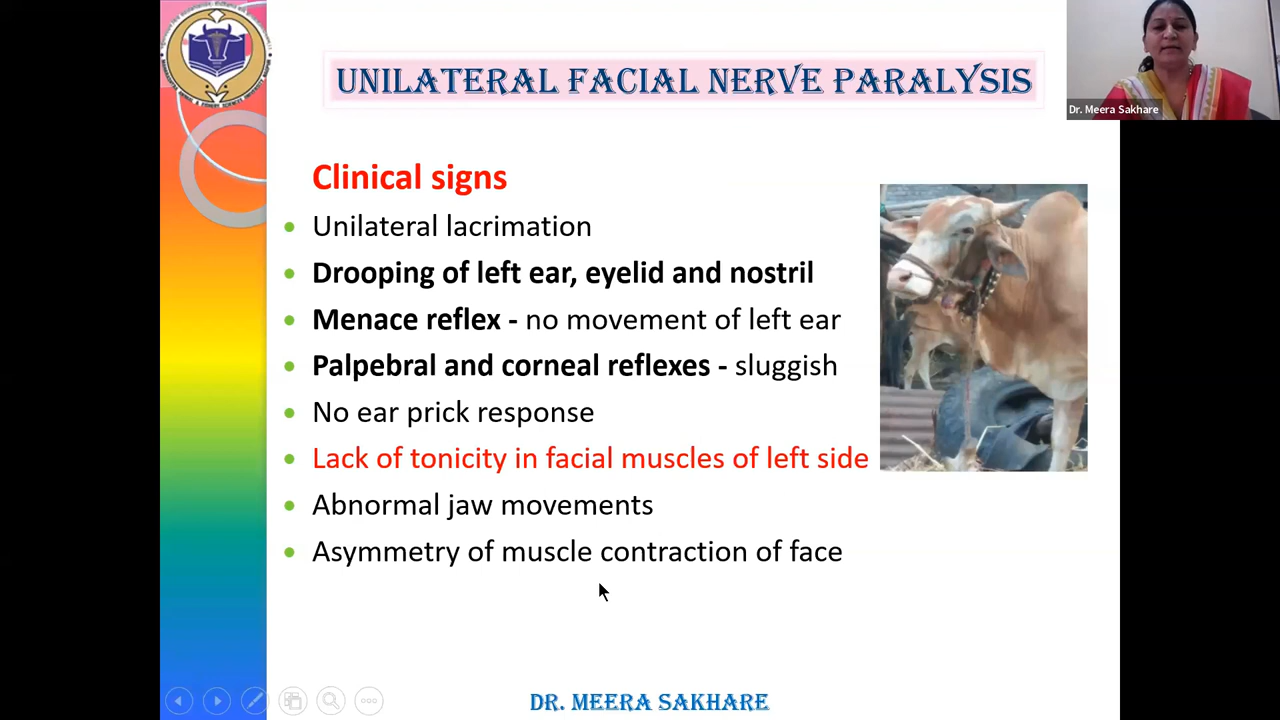 UNILATERAL FACIAL NERVE PARALYSIS
Dr. Meera Sakhare
Clinical signs
• Unilateral lacrimation
• Drooping of left ear, eyelid and nostril
• Menace reflex - no movement of left ear
• Palpebral and corneal reflexes - sluggish
• No ear prick response
• Lack of tonicity in facial muscles of left side
• Abnormal jaw movements
• Asymmetry of muscle contraction of face
DR. MEERA SAKHARE